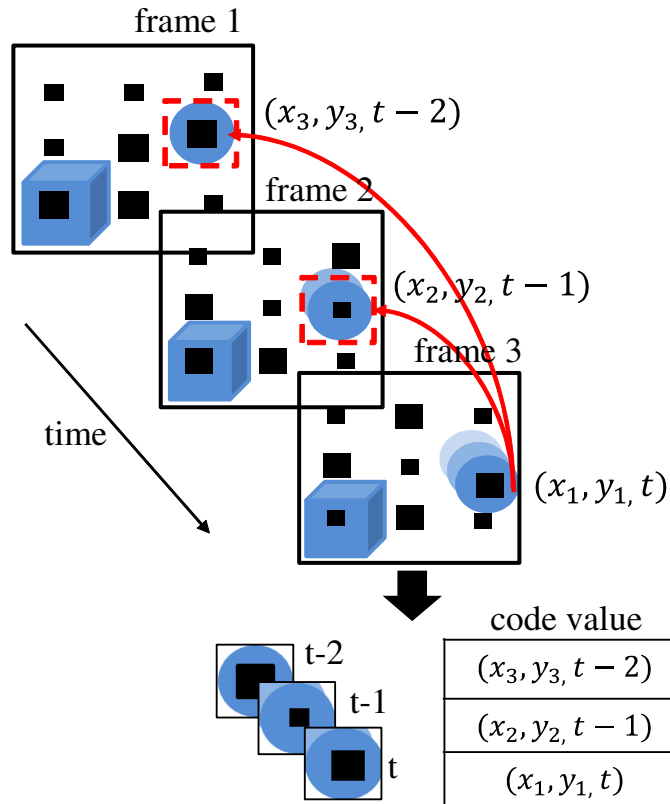 frame 1
(x₃, y₃, t − 2)
frame 2
(x₂, y₂, t − 1)
frame 3
time
(x₁, y₁, t)
code value
t-2
(x₃, y₃, t − 2)
t-1
(x₂, y₂, t − 1)
t
(x₁, y₁, t)